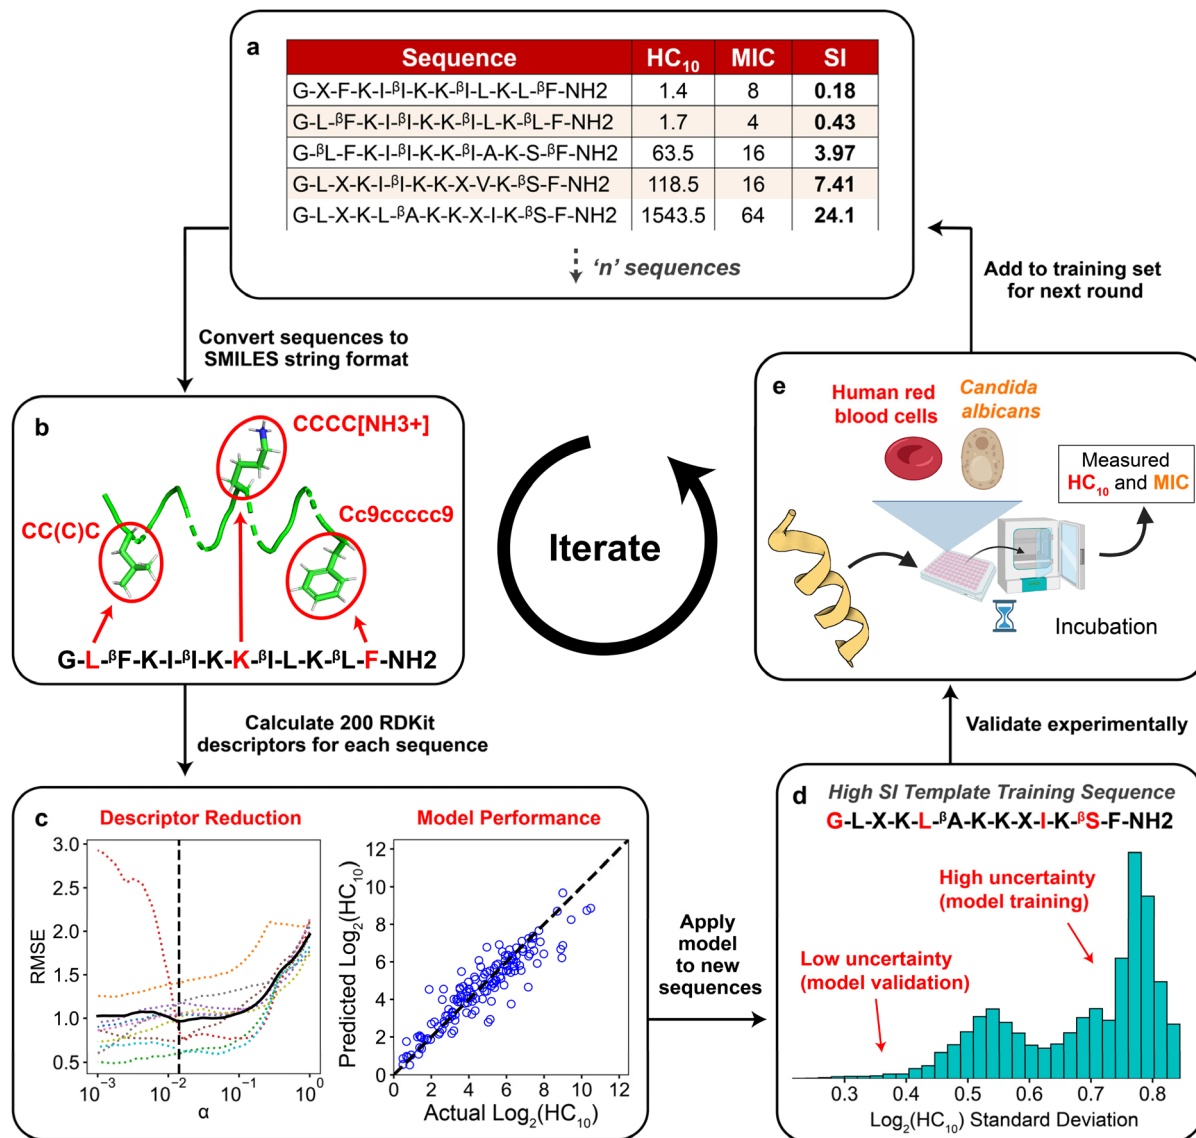 a
Sequence HC10 MIC SI
G-X-F-K-I-βI-K-K-βI-L-K-L-βF-NH2 1.4 8 0.18
G-L-βF-K-I-βI-K-K-βI-L-K-βL-F-NH2 1.7 4 0.43
G-βL-F-K-I-βI-K-K-βI-A-K-S-βF-NH2 63.5 16 3.97
G-L-X-K-I-βI-K-K-X-V-K-βS-F-NH2 118.5 16 7.41
G-L-X-K-L-βA-K-K-X-I-K-βS-F-NH2 1543.5 64 24.1
‘n’ sequences
Convert sequences to
SMILES string format
Add to training set
for next round
b
CCCC[NH3+]
CC(C)C
Cc9ccccc9
G-L-βF-K-I-βI-K-K-βI-L-K-βL-F-NH2
Iterate
e
Human red
blood cells
Candida
albicans
Measured
HC10 and MIC
Incubation
Calculate 200 RDKit
descriptors for each sequence
Validate experimentally
c
Descriptor Reduction
RMSE
3.0
2.5
2.0
1.5
1.0
0.5
10−3 10−2 10−1 100
α
Model Performance
Predicted Log2(HC10)
12
10
8
6
4
2
0
0 2 4 6 8 10 12
Actual Log2(HC10)
Apply
model
to new
sequences
d
High SI Template Training Sequence
G-L-X-K-L-βA-K-K-X-I-K-βS-F-NH2
High uncertainty
(model training)
Low uncertainty
(model validation)
0.3 0.4 0.5 0.6 0.7 0.8
Log2(HC10) Standard Deviation